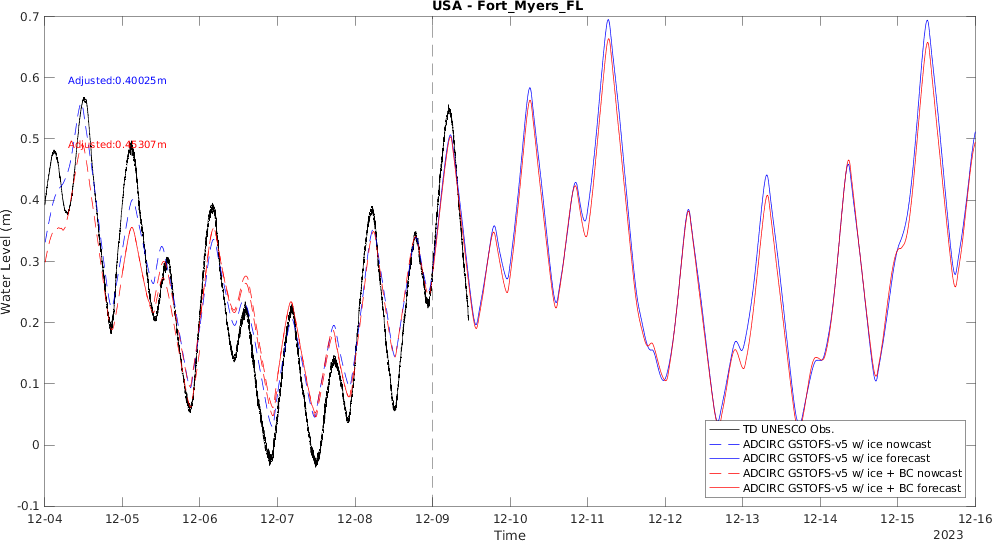 USA - Fort_Myers_FL
0.7
0.6
0.5
0.4
0.3
0.2
0.1
0
-0.1
Water Level (m)
Adjusted:0.40025m
Adjusted:0.45307m
TD UNESCO Obs.
ADCIRC GSTOFS-v5 w/ ice nowcast
ADCIRC GSTOFS-v5 w/ ice forecast
ADCIRC GSTOFS-v5 w/ ice + BC nowcast
ADCIRC GSTOFS-v5 w/ ice + BC forecast
12-04 12-05 12-06 12-07 12-08 12-09 12-10 12-11 12-12 12-13 12-14 12-15 12-16
Time
2023